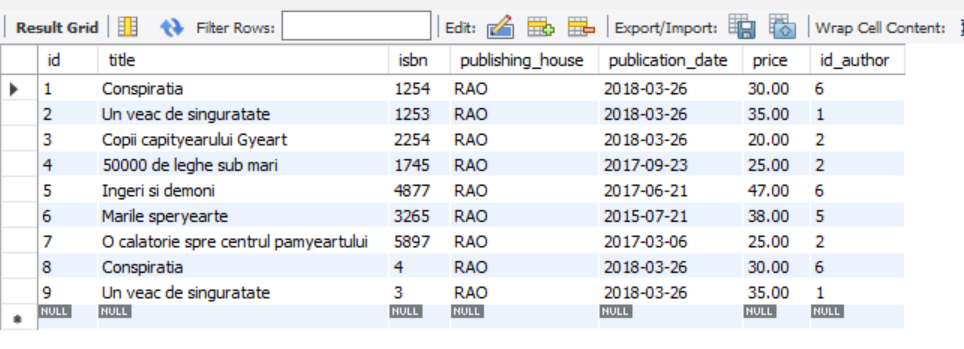 Result Grid Filter Rows: Edit: Export/Import: Wrap Cell Content:
id title isbn publishing_house publication_date price id_author
1 Conspiratia 1254 RAO 2018-03-26 30.00 6
2 Un veac de singuratate 1253 RAO 2018-03-26 35.00 1
3 Copii capityearului Gyeart 2254 RAO 2018-03-26 20.00 2
4 50000 de leghe sub mari 1745 RAO 2017-09-23 25.00 2
5 Ingeri si demoni 4877 RAO 2017-06-21 47.00 6
6 Marile speryearte 3265 RAO 2015-07-21 38.00 5
7 O calatorie spre centrul pamyeartului 5897 RAO 2017-03-06 25.00 2
8 Conspiratia 4 RAO 2018-03-26 30.00 6
9 Un veac de singuratate 3 RAO 2018-03-26 35.00 1
NULL NULL NULL NULL NULL NULL NULL